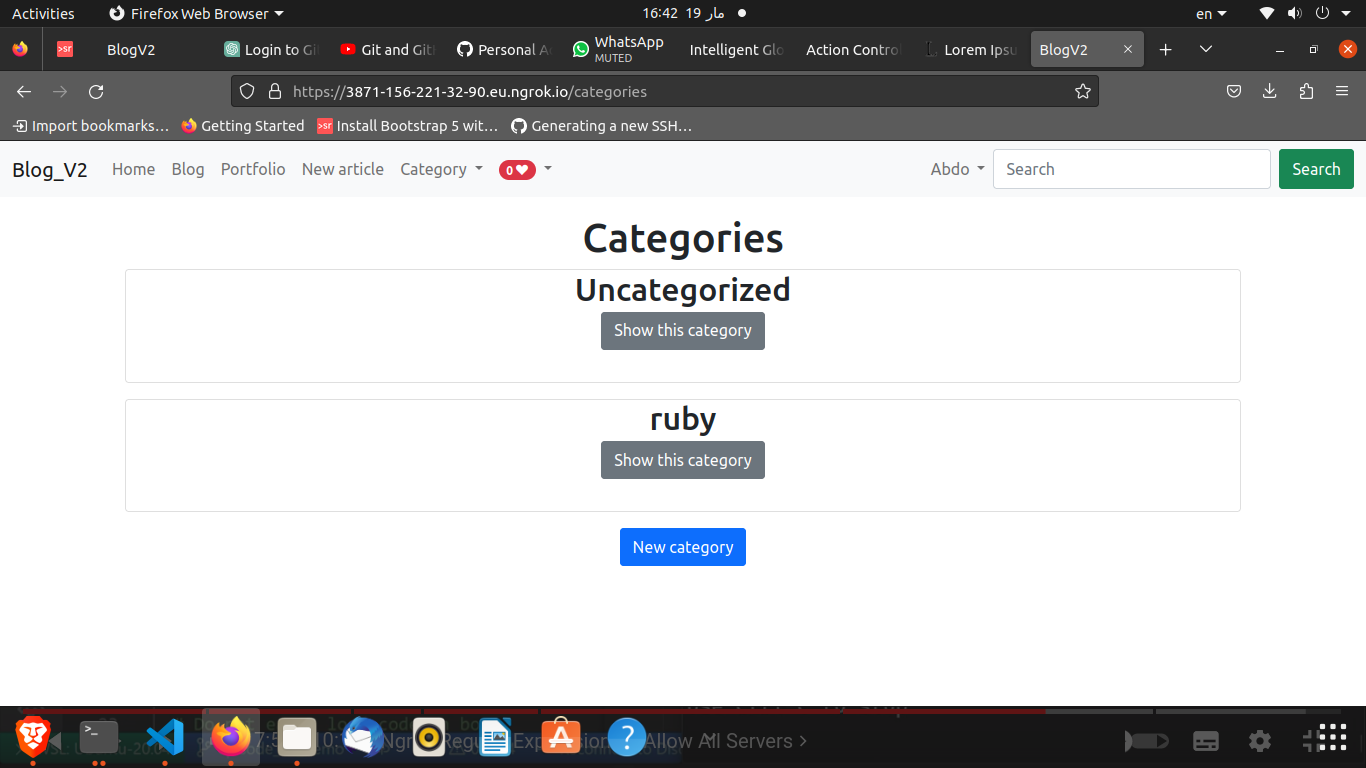 Activities Firefox Web Browser 16:42 19 مار en
>sr BlogV2 Login to Gi Git and Git Personal Ac WhatsApp Intelligent Glo Action Control Lorem Ipsu BlogV2
MUTED
https://3871-156-221-32-90.eu.ngrok.io/categories
Import bookmarks... Getting Started >sr Install Bootstrap 5 wit... Generating a new SSH...
Blog_V2 Home Blog Portfolio New article Category 0 Abdo Search Search
Categories
Uncategorized
Show this category
ruby
Show this category
New category
Allow All Servers